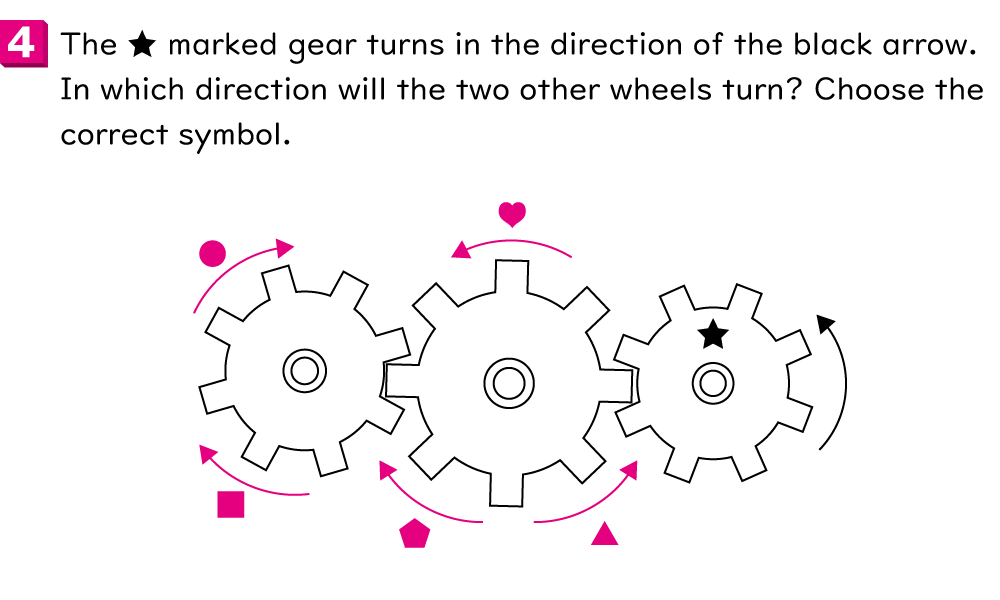 4 The ★ marked gear turns in the direction of the black arrow.
In which direction will the two other wheels turn? Choose the
correct symbol.